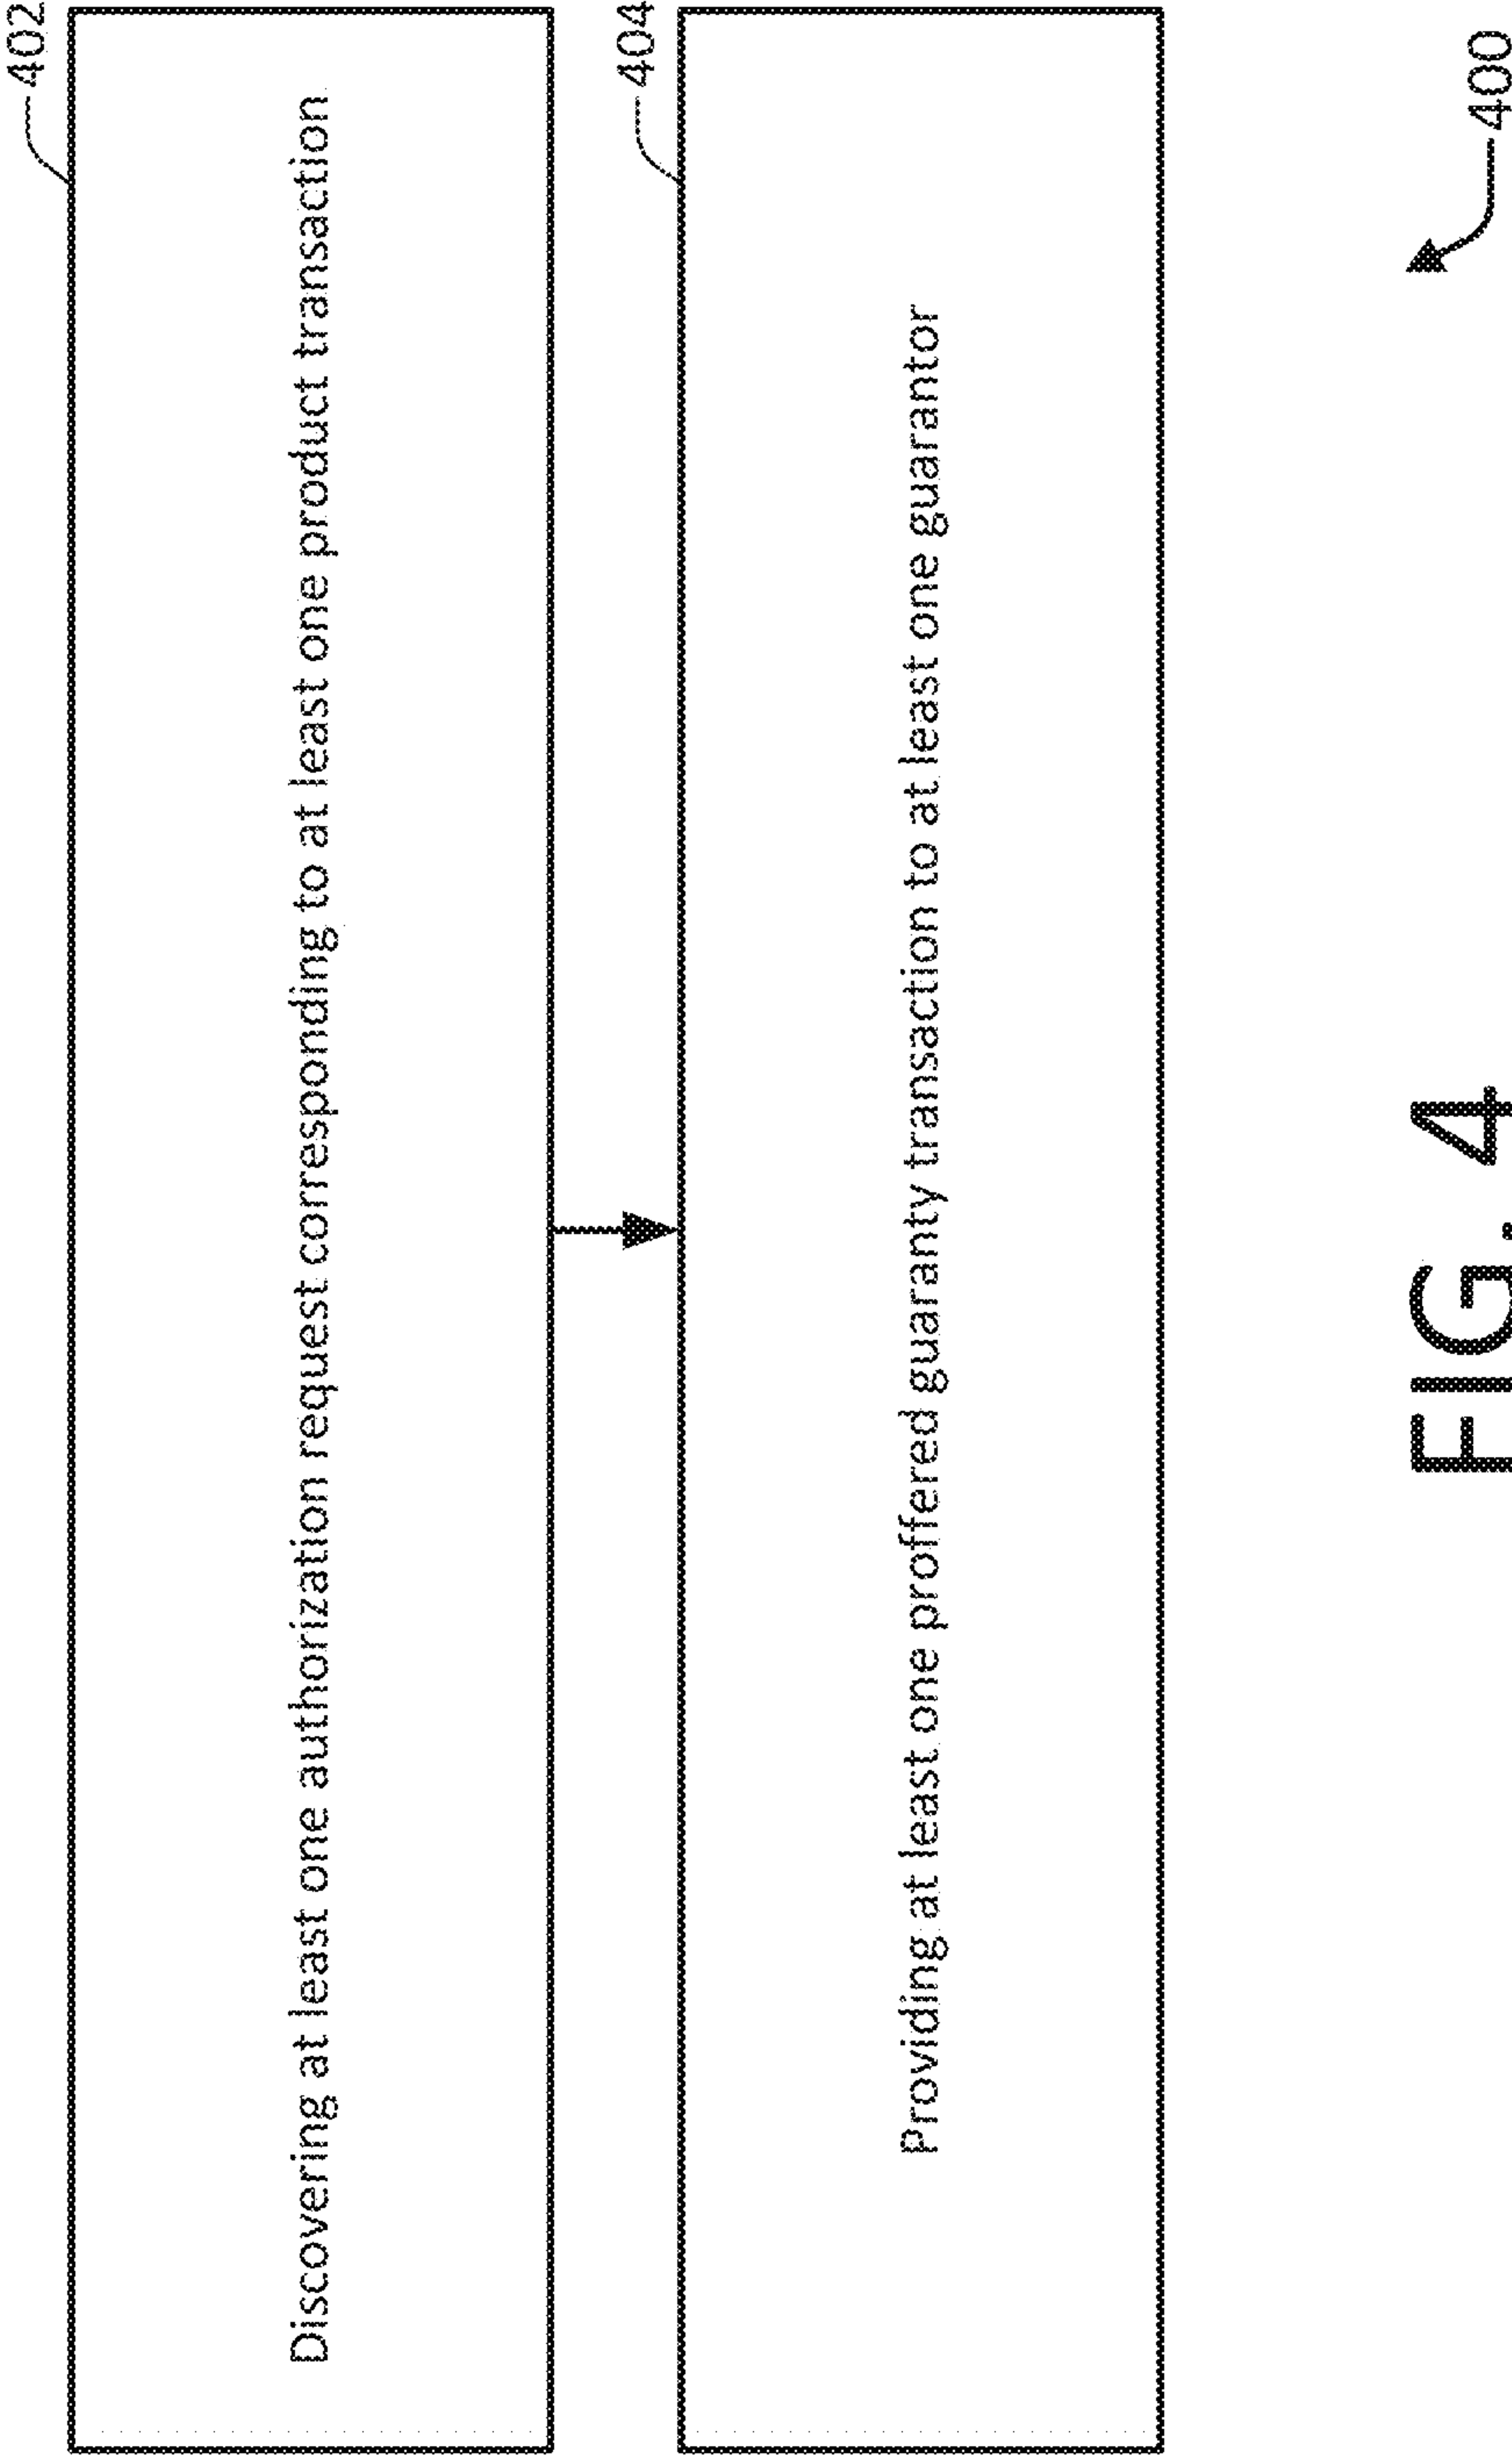 402
Discovering at least one authorization request corresponding to at least one product transaction
404
Providing at least one proffered guaranty transaction to at least one guarantor
400
FIG. 4